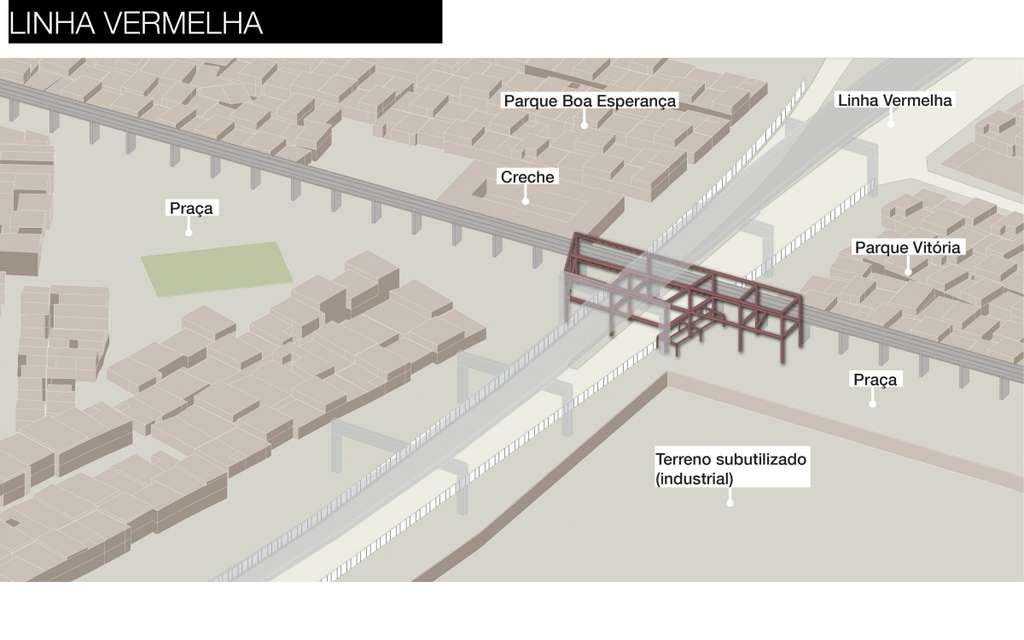 LINHA VERMELHA
Parque Boa Esperança
Linha Vermelha
Creche
Praça
Parque Vitória
Praça
Terreno subutilizado
(industrial)